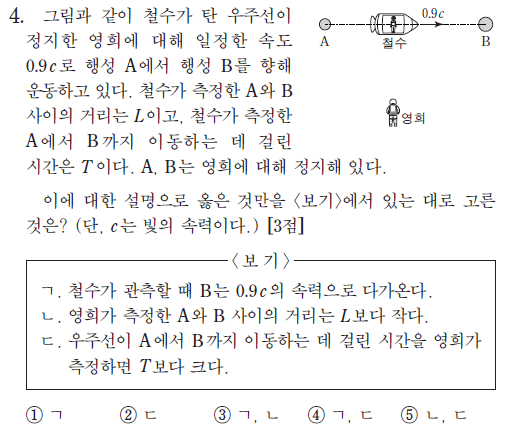 4. 그림과 같이 철수가 탄 우주선이
정지한 영희에 대해 일정한 속도
0.9c로 행성 A에서 행성 B를 향해
운동하고 있다. 철수가 측정한 A와 B
사이의 거리는 L이고, 철수가 측정한
A에서 B까지 이동하는 데 걸린
시간은 T이다. A, B는 영희에 대해 정지해 있다.
0.9c
A 철수 B
영희
이에 대한 설명으로 옳은 것만을 <보기>에서 있는 대로 고른
것은? (단, c는 빛의 속력이다.) [3점]
<보 기>
ㄱ. 철수가 관측할 때 B는 0.9c의 속력으로 다가온다.
ㄴ. 영희가 측정한 A와 B 사이의 거리는 L보다 작다.
ㄷ. 우주선이 A에서 B까지 이동하는 데 걸린 시간을 영희가
측정하면 T보다 크다.
① ㄱ ② ㄷ ③ ㄱ, ㄴ ④ ㄱ, ㄷ ⑤ ㄴ, ㄷ